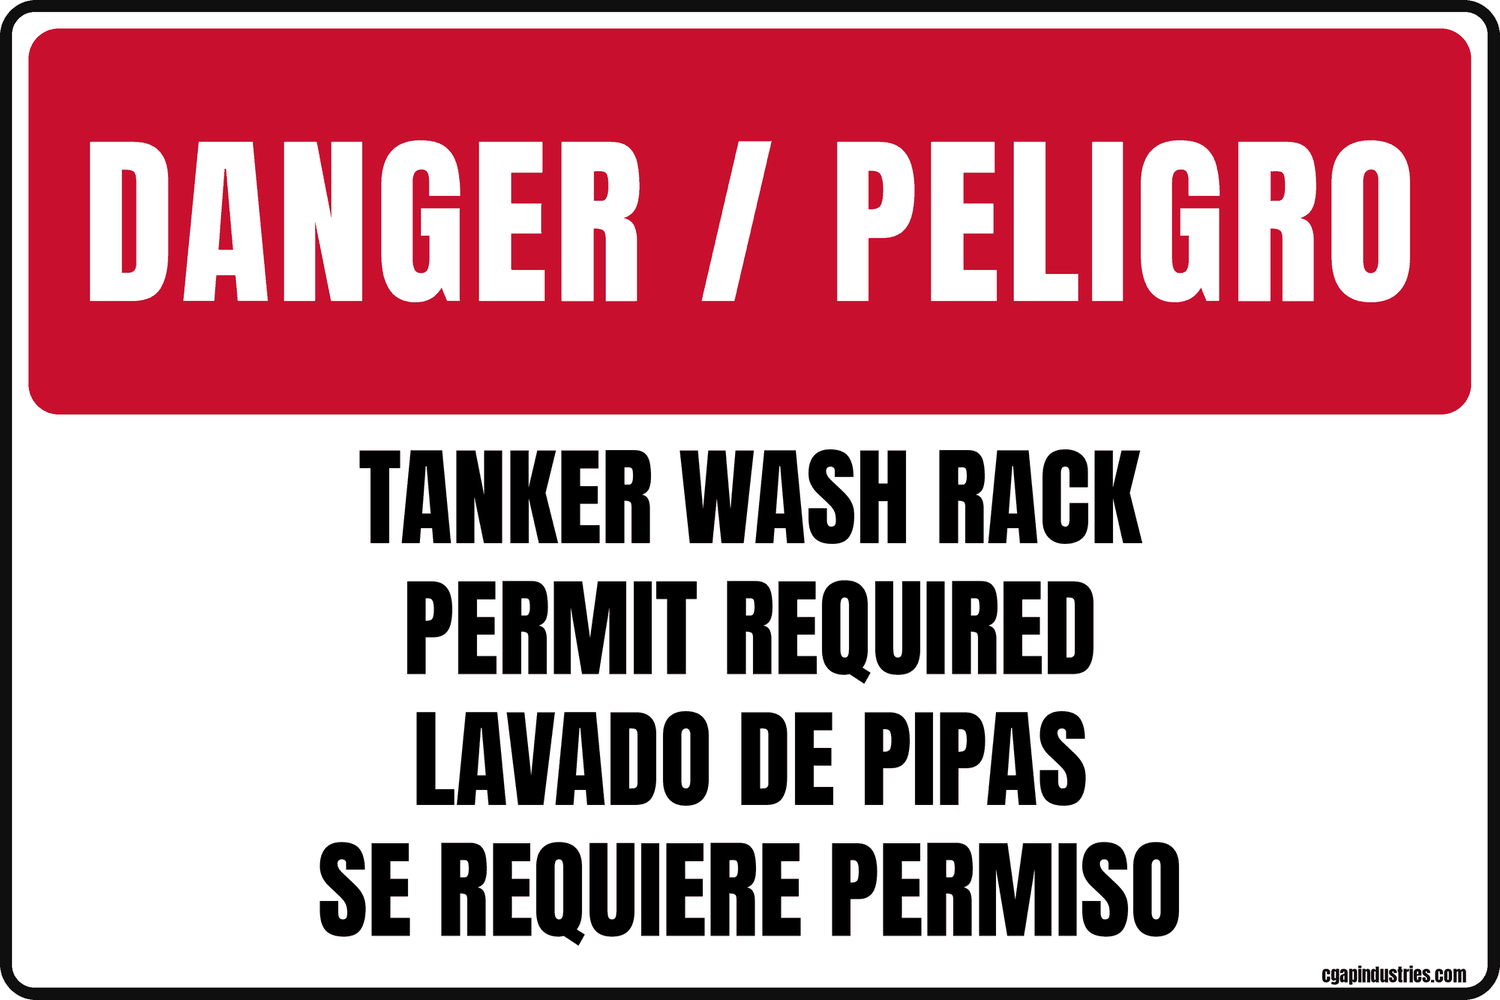 DANGER / PELIGRO
TANKER WASH RACK
PERMIT REQUIRED
LAVADO DE PIPAS
SE REQUIERE PERMISO
cgapindustries.com